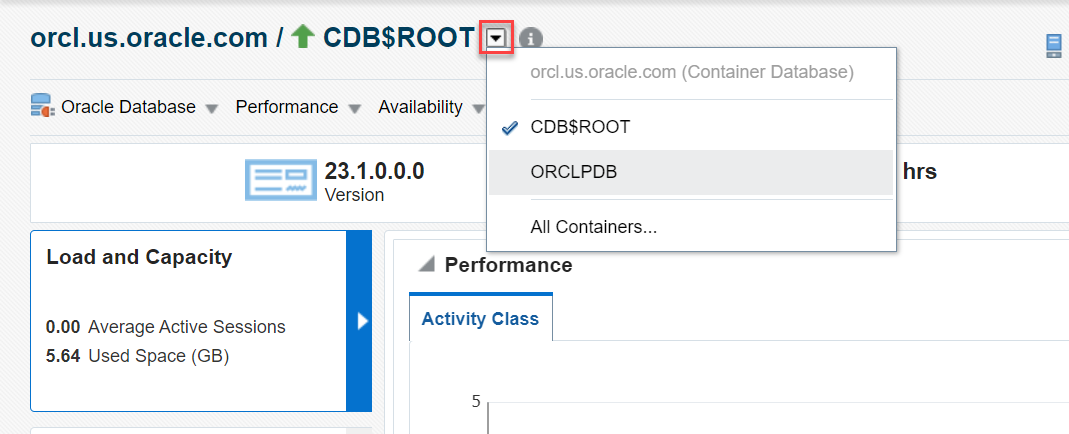 orcl.us.oracle.com / CDB$ROOT
orcl.us.oracle.com (Container Database)
Oracle Database Performance Availability
CDB$ROOT
ORCLPDB
All Containers...
23.1.0.0.0
Version
hrs
Load and Capacity
0.00 Average Active Sessions
5.64 Used Space (GB)
Performance
Activity Class
5